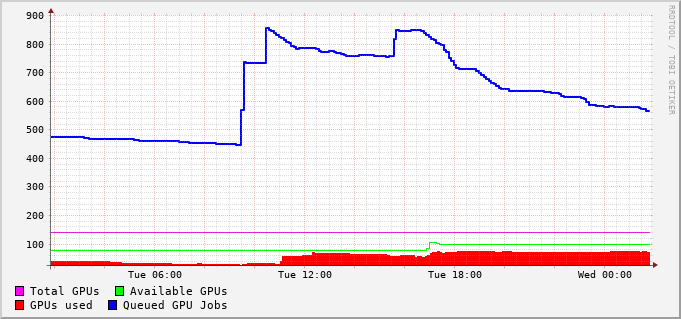 900
800
700
600
500
400
300
200
100
Tue 06:00 Tue 12:00 Tue 18:00 Wed 00:00
Total GPUs Available GPUs
GPUs used Queued GPU Jobs
RRDTOOL / TOBI OETIKER